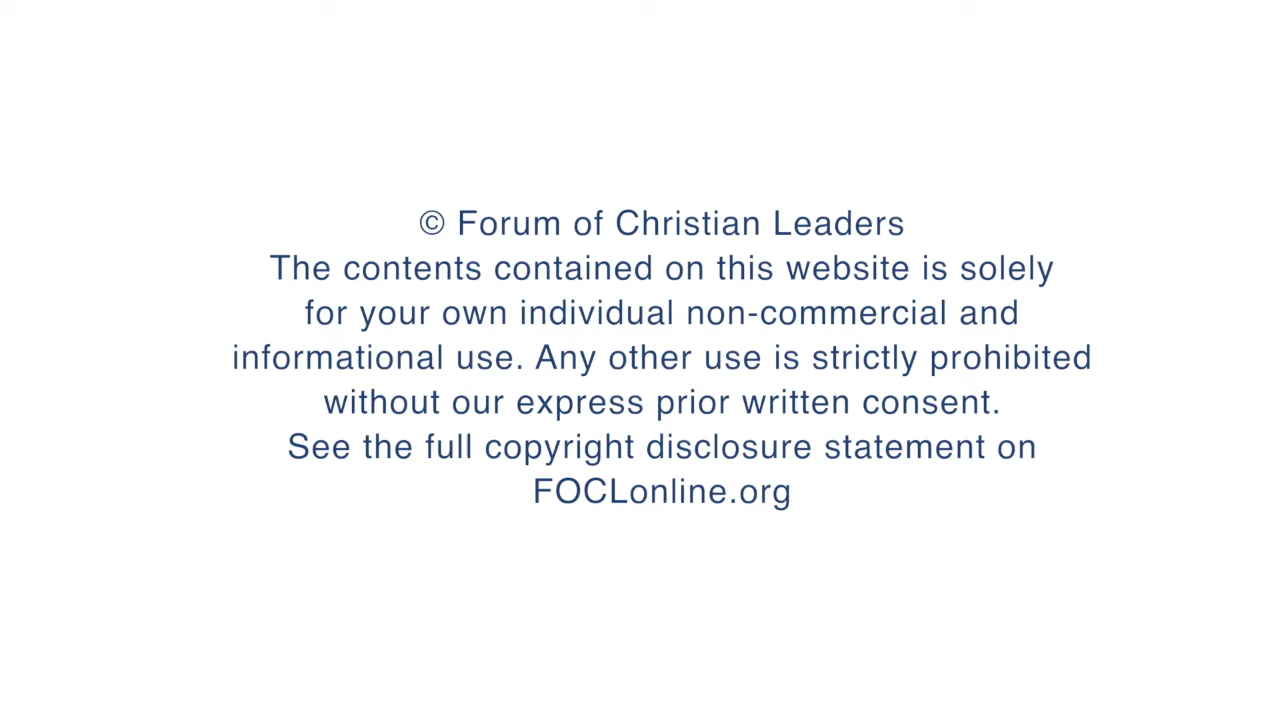 © Forum of Christian Leaders
The contents contained on this website is solely
for your own individual non-commercial and
informational use. Any other use is strictly prohibited
without our express prior written consent.
See the full copyright disclosure statement on
FOCLonline.org